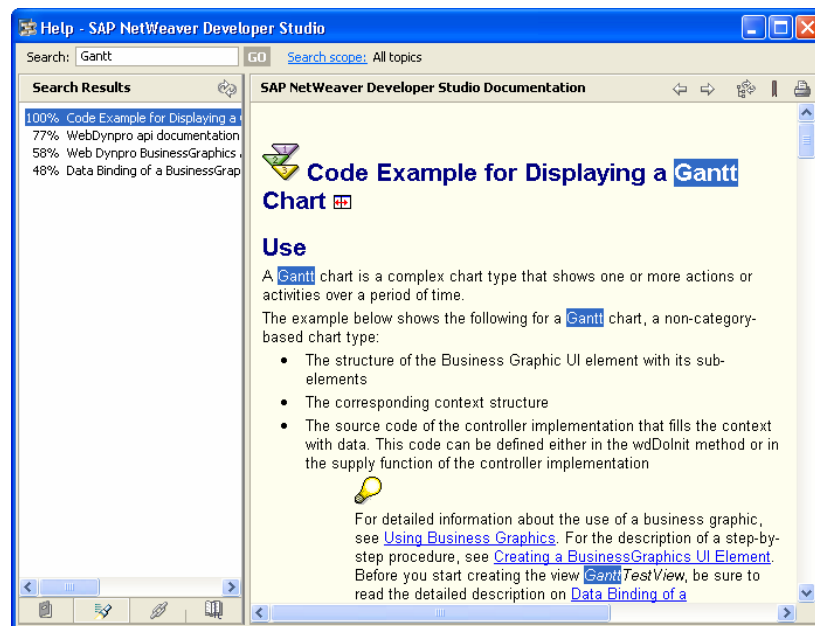 Help - SAP NetWeaver Developer Studio
Search: Gantt GO Search scope: All topics
Search Results
100% Code Example for Displaying a
77% WebDynpro api documentation
58% Web Dynpro BusinessGraphics
48% Data Binding of a BusinessGrap
SAP NetWeaver Developer Studio Documentation
1
2
3
Code Example for Displaying a Gantt
Chart
Use
A Gantt chart is a complex chart type that shows one or more actions or
activities over a period of time.
The example below shows the following for a Gantt chart, a non-category-
based chart type:
• The structure of the Business Graphic UI element with its sub-
elements
• The corresponding context structure
• The source code of the controller implementation that fills the context
with data. This code can be defined either in the wdDoInit method or in
the supply function of the controller implementation
For detailed information about the use of a business graphic,
see Using Business Graphics. For the description of a step-by-
step procedure, see Creating a BusinessGraphics UI Element.
Before you start creating the view GanttTestView, be sure to
read the detailed description on Data Binding of a